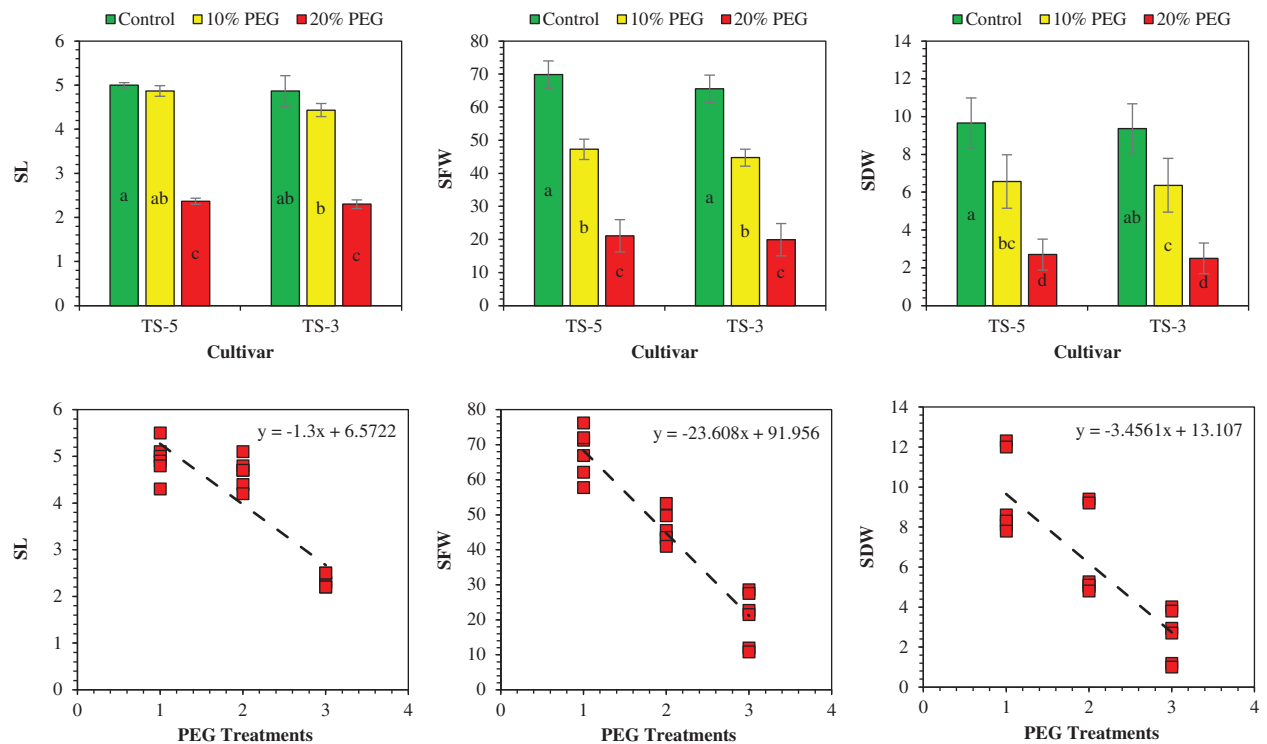 Control 10% PEG 20% PEG
6
5
4
3
2
1
0
SL
a ab c ab b c
TS-5 TS-3
Cultivar
Control 10% PEG 20% PEG
80
70
60
50
40
30
20
10
0
SFW
a b c a b c
TS-5 TS-3
Cultivar
Control 10% PEG 20% PEG
14
12
10
8
6
4
2
0
SDW
a bc d ab c d
TS-5 TS-3
Cultivar
y = -1.3x + 6.5722
6
5
4
3
2
1
0
SL
0 1 2 3 4
PEG Treatments
y = -23.608x + 91.956
80
70
60
50
40
30
20
10
0
SFW
0 1 2 3 4
PEG Treatments
y = -3.4561x + 13.107
14
12
10
8
6
4
2
0
SDW
0 1 2 3 4
PEG Treatments